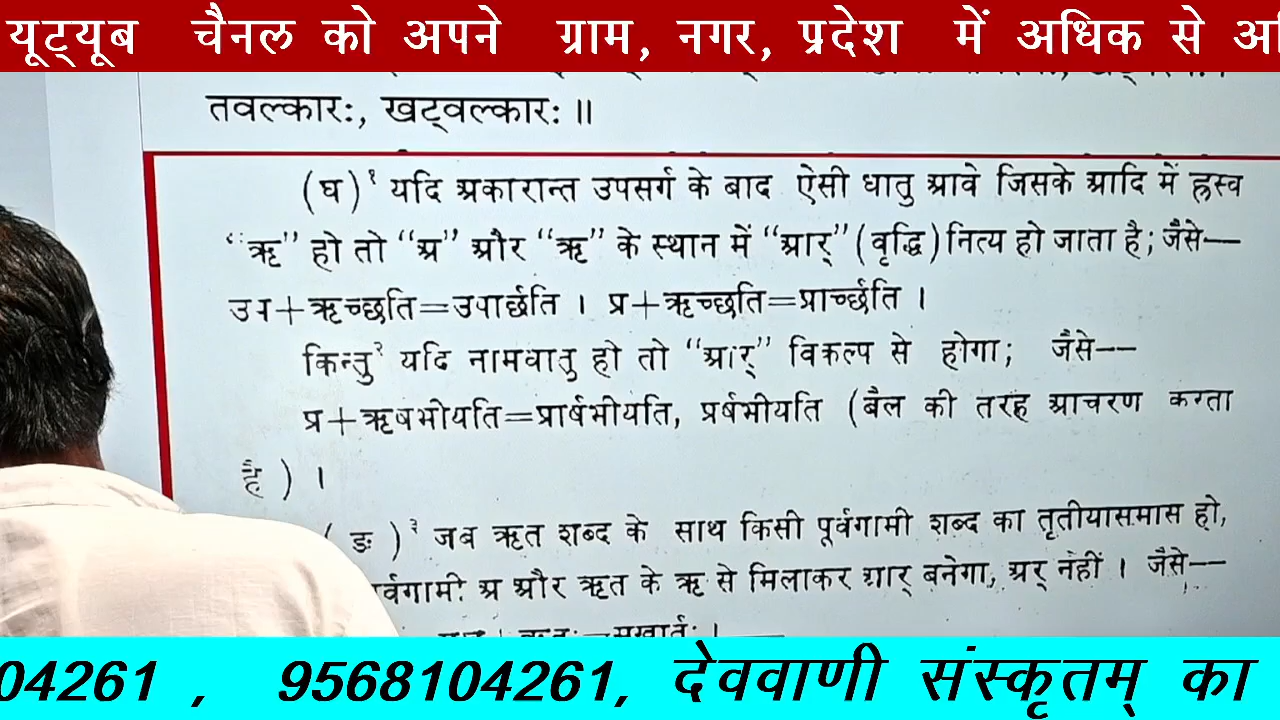 यूट्यूब चैनल को अपने ग्राम, नगर, प्रदेश में अधिक से
तवल्कारः, खट्वल्कारः ॥
(घ)¹ यदि अकारान्त उपसर्ग के बाद ऐसी धातु आवे जिसके आदि में ह्रस्व
“ऋ” हो तो “अ” और “ऋ” के स्थान में “आर्” (वृद्धि) नित्य हो जाता है; जैसे—
उप+ऋच्छति=उपार्च्छति । प्र+ऋच्छति=प्रार्च्छति ।
किन्तु² यदि नामधातु हो तो “आर्” विकल्प से होगा; जैसे—
प्र+ऋषभीयति=प्रार्षभीयति, प्रर्षभीयति (बैल की तरह आचरण करता
है ) ।
( ङ )³ जब ऋत शब्द के साथ किसी पूर्वगामी शब्द का तृतीयासमास हो,
र्वगामी अ और ऋत के ऋ से मिलाकर आर् बनेगा, अर् नहीं । जैसे—
04261 , 9568104261, देववाणी संस्कृतम् का